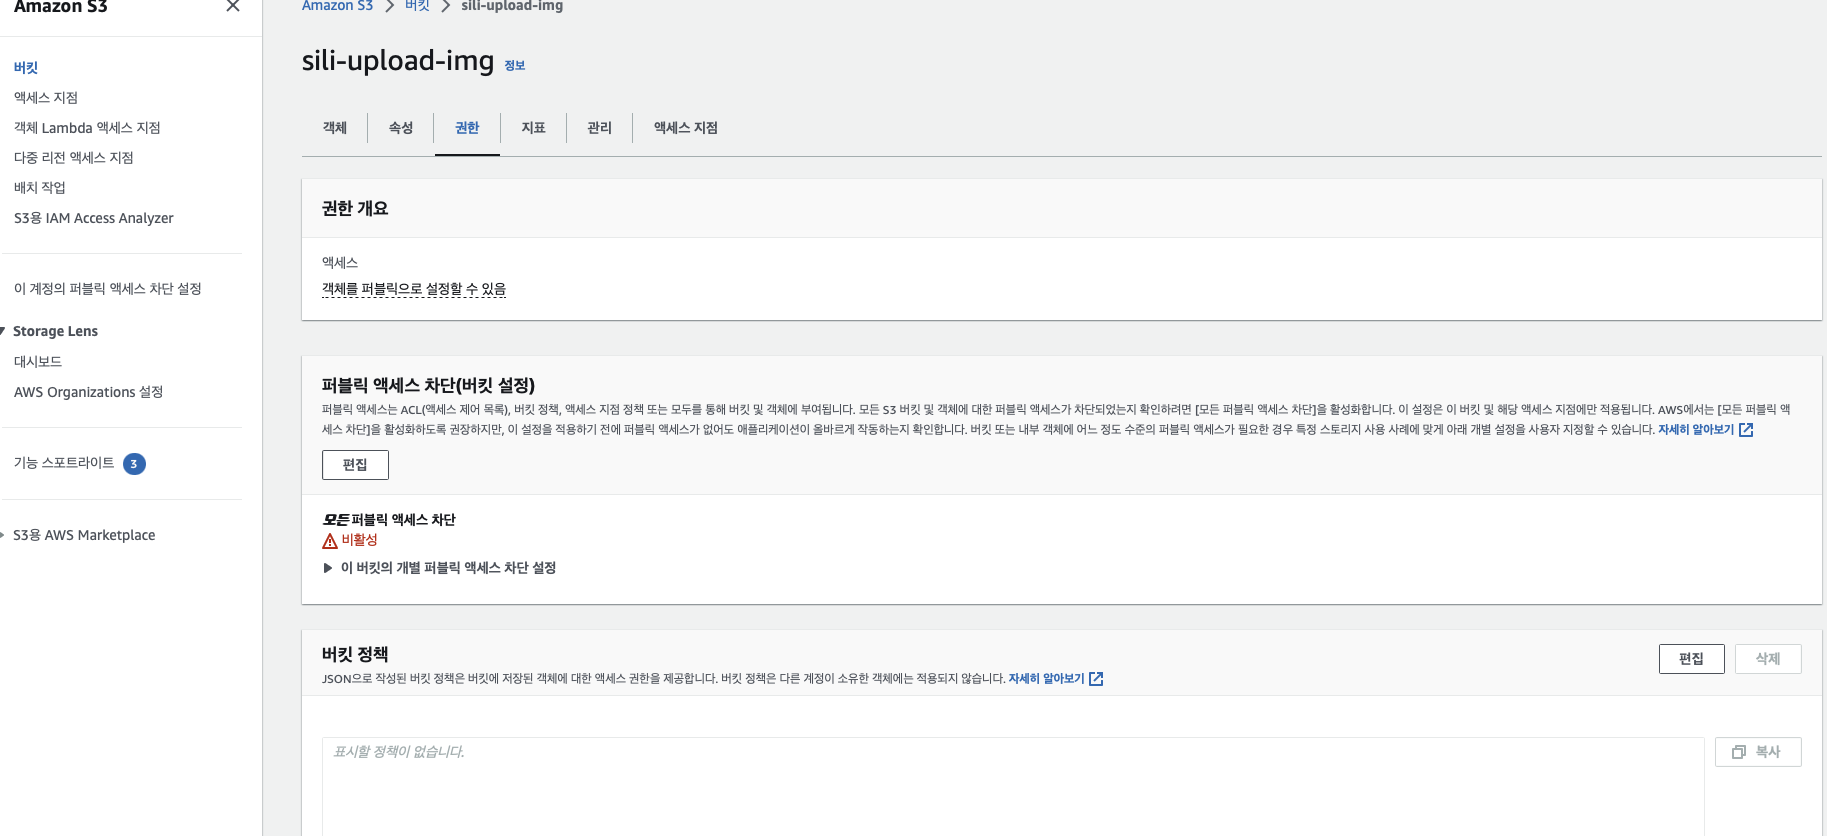 Amazon S3
버킷
액세스 지점
객체 Lambda 액세스 지점
다중 리전 액세스 지점
배치 작업
S3용 IAM Access Analyzer
이 계정의 퍼블릭 액세스 차단 설정
Storage Lens
대시보드
AWS Organizations 설정
기능 스포트라이트 3
S3용 AWS Marketplace
Amazon S3 > 버킷 > sili-upload-img
sili-upload-img 정보
객체 속성 권한 지표 관리 액세스 지점
권한 개요
액세스
객체를 퍼블릭으로 설정할 수 있음
퍼블릭 액세스 차단(버킷 설정)
퍼블릭 액세스는 ACL(액세스 제어 목록), 버킷 정책, 액세스 지점 정책 또는 모두를 통해 버킷 및 객체에 부여됩니다. 모든 S3 버킷 및 객체에 대한 퍼블릭 액세스가 차단되었는지 확인하려면 [모든 퍼블릭 액세스 차단]을 활성화합니다. 이 설정은 이 버킷 및 해당 액세스 지점에만 적용됩니다. AWS에서는 [모든 퍼블릭 액
세스 차단]을 활성화하도록 권장하지만, 이 설정을 적용하기 전에 퍼블릭 액세스가 없어도 애플리케이션이 올바르게 작동하는지 확인합니다. 버킷 또는 내부 객체에 어느 정도 수준의 퍼블릭 액세스가 필요한 경우 특정 스토리지 사용 사례에 맞게 아래 개별 설정을 사용자 지정할 수 있습니다. 자세히 알아보기
편집
모든 퍼블릭 액세스 차단
비활성
이 버킷의 개별 퍼블릭 액세스 차단 설정
버킷 정책
편집 삭제
JSON으로 작성된 버킷 정책은 버킷에 저장된 객체에 대한 액세스 권한을 제공합니다. 버킷 정책은 다른 계정이 소유한 객체에는 적용되지 않습니다. 자세히 알아보기
표시할 정책이 없습니다.
복사